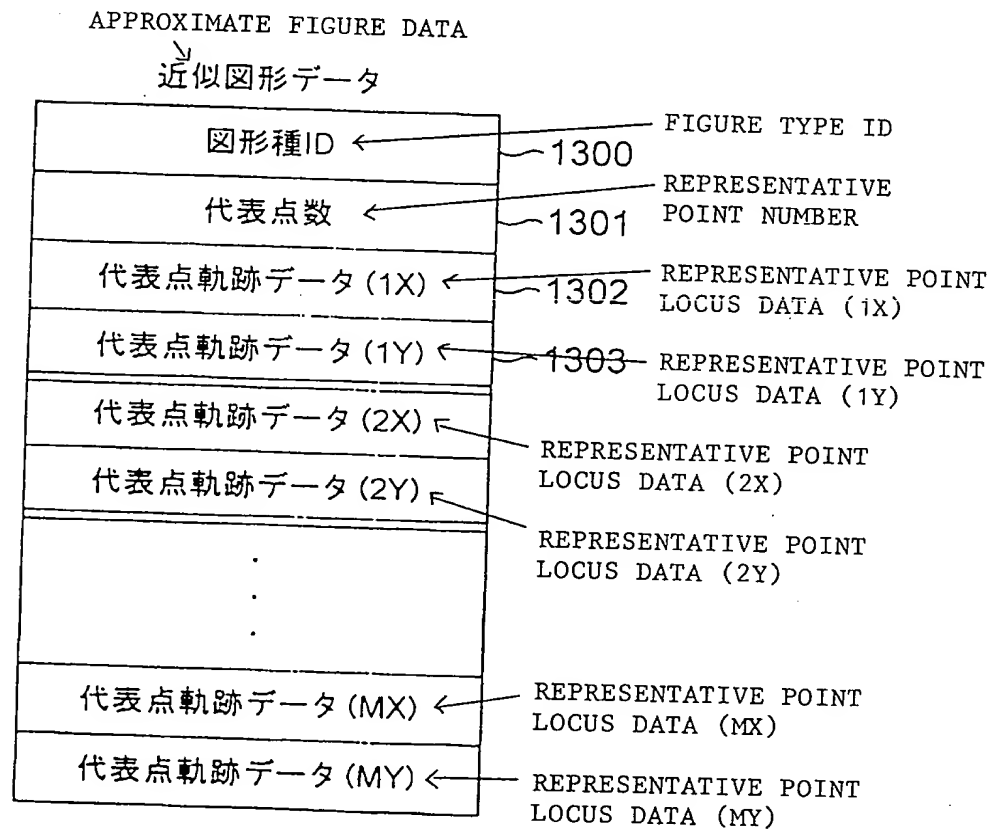 APPROXIMATE FIGURE DATA
近似図形データ
図形種ID
1300
FIGURE TYPE ID
代表点数
1301
REPRESENTATIVE
POINT NUMBER
代表点軌跡データ(1X)
1302
REPRESENTATIVE POINT
LOCUS DATA (1X)
代表点軌跡データ(1Y)
1303
REPRESENTATIVE POINT
LOCUS DATA (1Y)
代表点軌跡データ(2X)
REPRESENTATIVE POINT
LOCUS DATA (2X)
代表点軌跡データ(2Y)
REPRESENTATIVE POINT
LOCUS DATA (2Y)
代表点軌跡データ(MX)
REPRESENTATIVE POINT
LOCUS DATA (MX)
代表点軌跡データ(MY)
REPRESENTATIVE POINT
LOCUS DATA (MY)